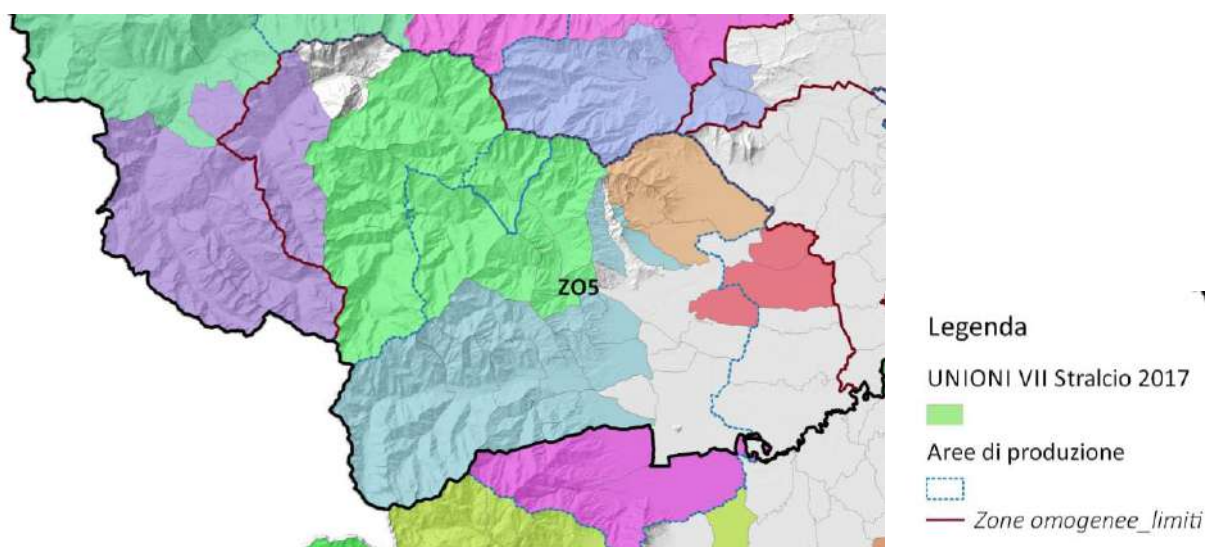 ZO5
Legenda
UNIONI VII Stralcio 2017
Aree di produzione
Zone omogenee_limiti